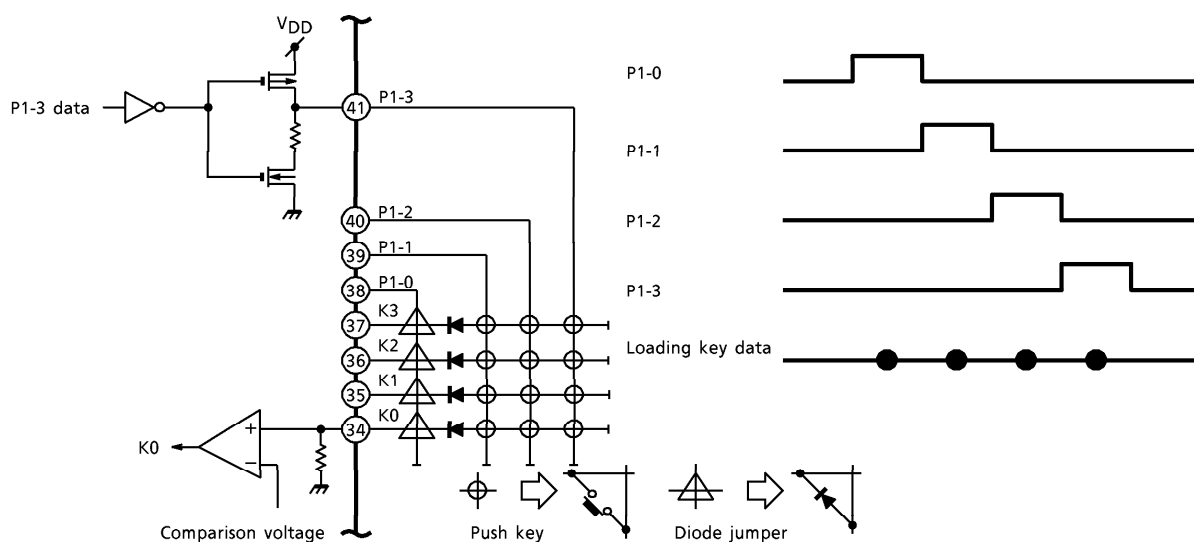 VDD
P1-3 data
41 P1-3
40 P1-2
39 P1-1
38 P1-0
37 K3
36 K2
35 K1
34 K0
K0
+
−
Comparison voltage
Push key
Diode jumper
P1-0
P1-1
P1-2
P1-3
Loading key data